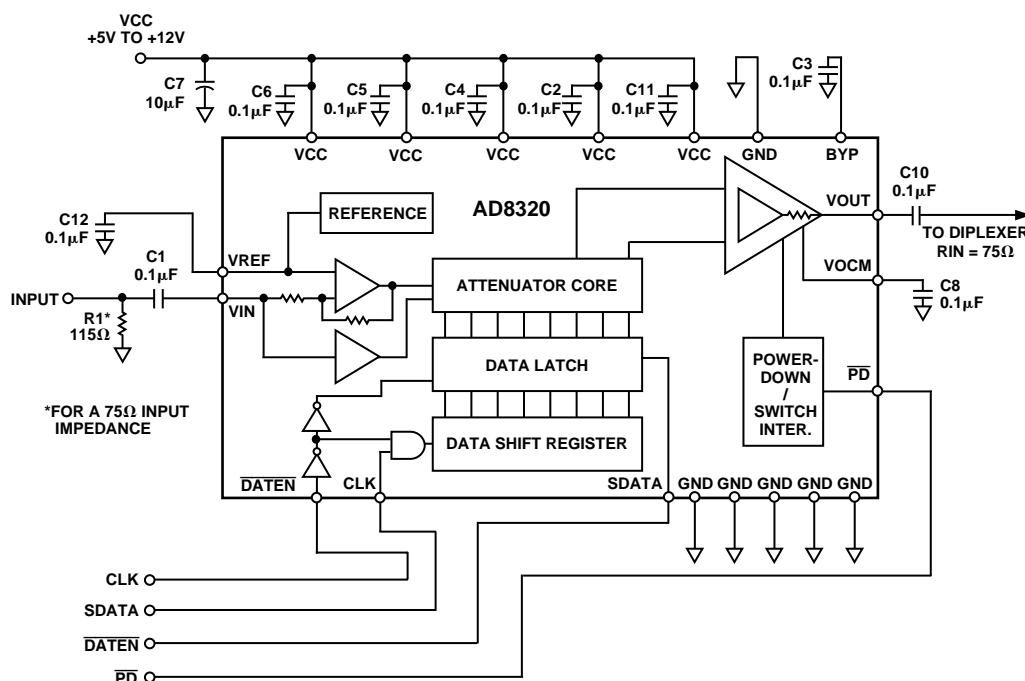 VCC
+5V TO +12V
C7
10µF
C6
0.1µF
C5
0.1µF
C4
0.1µF
C2
0.1µF
C11
0.1µF
C3
0.1µF
VCC
VCC
VCC
VCC
VCC
GND
BYP
C12
0.1µF
REFERENCE
AD8320
C10
0.1µF
VOUT
TO DIPLEXER
RIN = 75Ω
C1
0.1µF
VREF
INPUT
VIN
R1*
115Ω
ATTENUATOR CORE
VOCM
C8
0.1µF
DATA LATCH
POWER-
DOWN
/
SWITCH
INTER.
PD
*FOR A 75Ω INPUT
IMPEDANCE
DATA SHIFT REGISTER
DATEN
CLK
SDATA
GND
GND
GND
GND
GND
CLK
SDATA
DATEN
PD